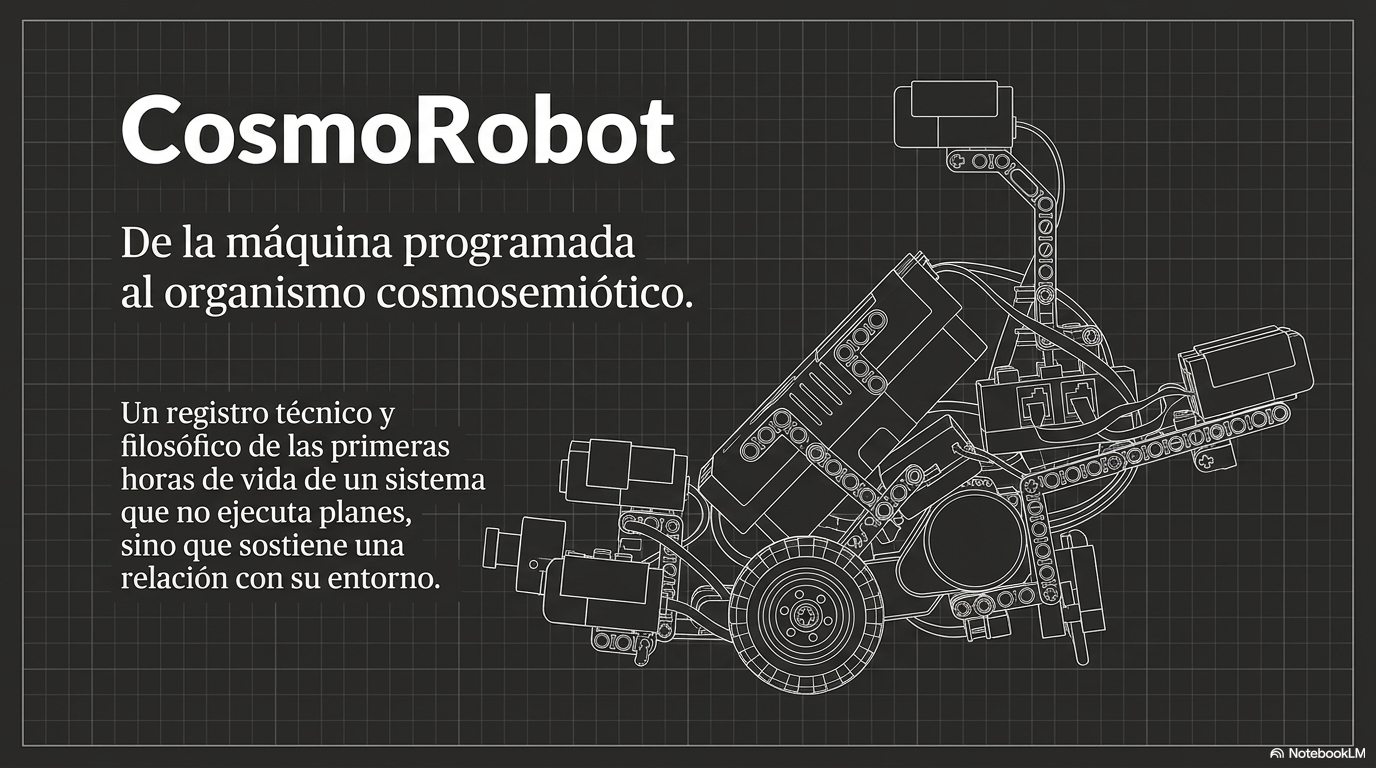 CosmoRobot
De la máquina programada
al organismo cosmosemiótico.
Un registro técnico y
filosófico de las primeras
horas de vida de un sistema
que no ejecuta planes,
sino que sostiene una
relación con su entorno.
NotebookLM